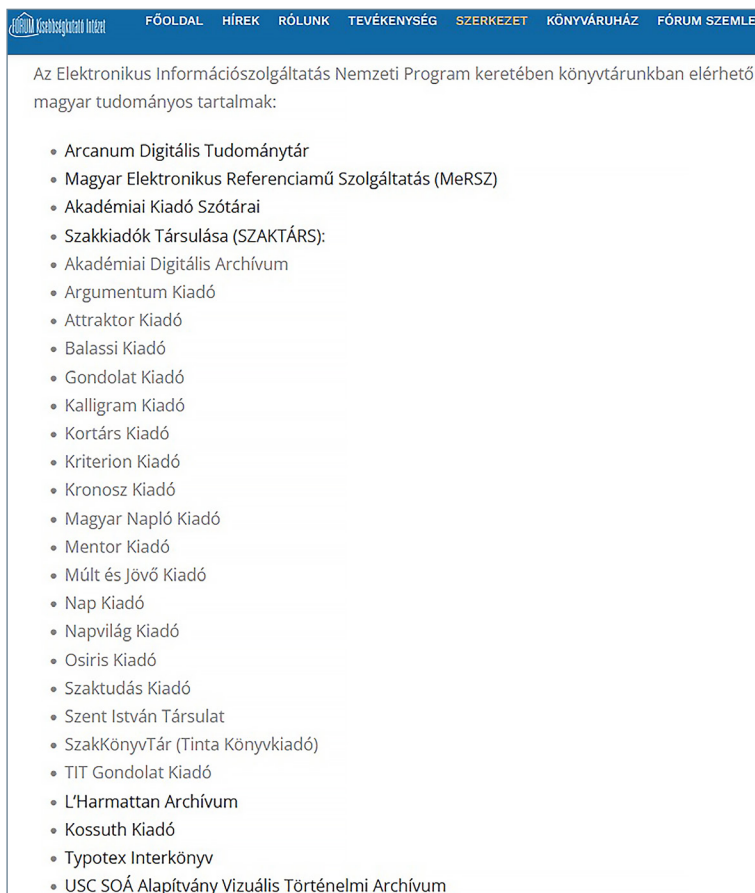 FÓRUM Kisebbségkutató Intézet
FŐOLDAL HÍREK RÓLUNK TEVÉKENYSÉG SZERKEZET KÖNYVÁRUHÁZ FÓRUM SZEMLE
Az Elektronikus Információszolgáltatás Nemzeti Program keretében könyvtárunkban elérhető
magyar tudományos tartalmak:
• Arcanum Digitális Tudománytár
• Magyar Elektronikus Referenciamű Szolgáltatás (MeRSZ)
• Akadémiai Kiadó Szótárai
• Szakkiadók Társulása (SZAKTÁRS):
• Akadémiai Digitális Archívum
• Argumentum Kiadó
• Attraktor Kiadó
• Balassi Kiadó
• Gondolat Kiadó
• Kalligram Kiadó
• Kortárs Kiadó
• Kriterion Kiadó
• Kronosz Kiadó
• Magyar Napló Kiadó
• Mentor Kiadó
• Múlt és Jövő Kiadó
• Nap Kiadó
• Napvilág Kiadó
• Osiris Kiadó
• Szaktudás Kiadó
• Szent István Társulat
• SzakKönyvTár (Tinta Könyvkiadó)
• TIT Gondolat Kiadó
• L'Harmattan Archívum
• Kossuth Kiadó
• Typotex Interkönyv
• USC SOÁ Alapítvány Vizuális Történelmi Archívum